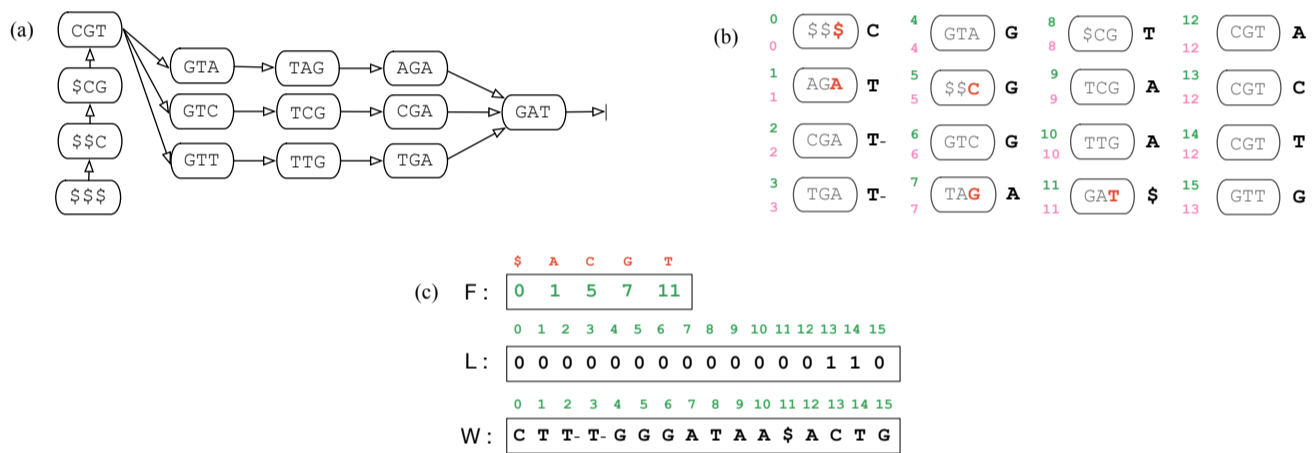 (a)
CGT
$CG
$$C
$$$
GTA TAG AGA
GTC TCG CGA
GTT TTG TGA
GAT
(b)
0 0 $$$ C
1 1 AGA T
2 2 CGA T-
3 3 TGA T-
4 4 GTA G
5 5 $$C G
6 6 GTC G
7 7 TAG A
8 8 $CG T
9 9 TCG A
10 10 TTG A
11 11 GAT $
12 12 CGT A
13 12 CGT C
14 12 CGT T
15 13 GTT G
(c)
$ A C G T
F: 0 1 5 7 11
0 1 2 3 4 5 6 7 8 9 10 11 12 13 14 15
L: 0 0 0 0 0 0 0 0 0 0 0 0 0 1 1 0
0 1 2 3 4 5 6 7 8 9 10 11 12 13 14 15
W: C T T- T- G G G A T A A $ A C T G